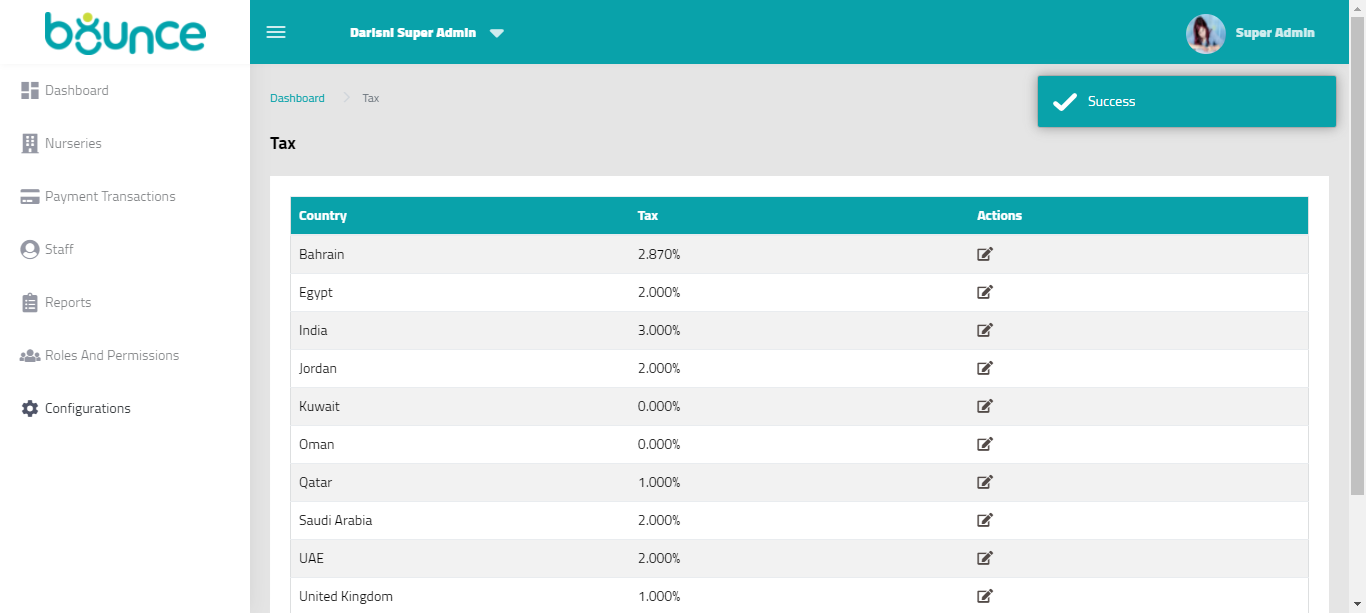 bounce
Darisni Super Admin
Super Admin
Dashboard
Nurseries
Payment Transactions
Staff
Reports
Roles And Permissions
Configurations
Dashboard > Tax
Success
Tax
Country Tax Actions
Bahrain 2.870%
Egypt 2.000%
India 3.000%
Jordan 2.000%
Kuwait 0.000%
Oman 0.000%
Qatar 1.000%
Saudi Arabia 2.000%
UAE 2.000%
United Kingdom 1.000%